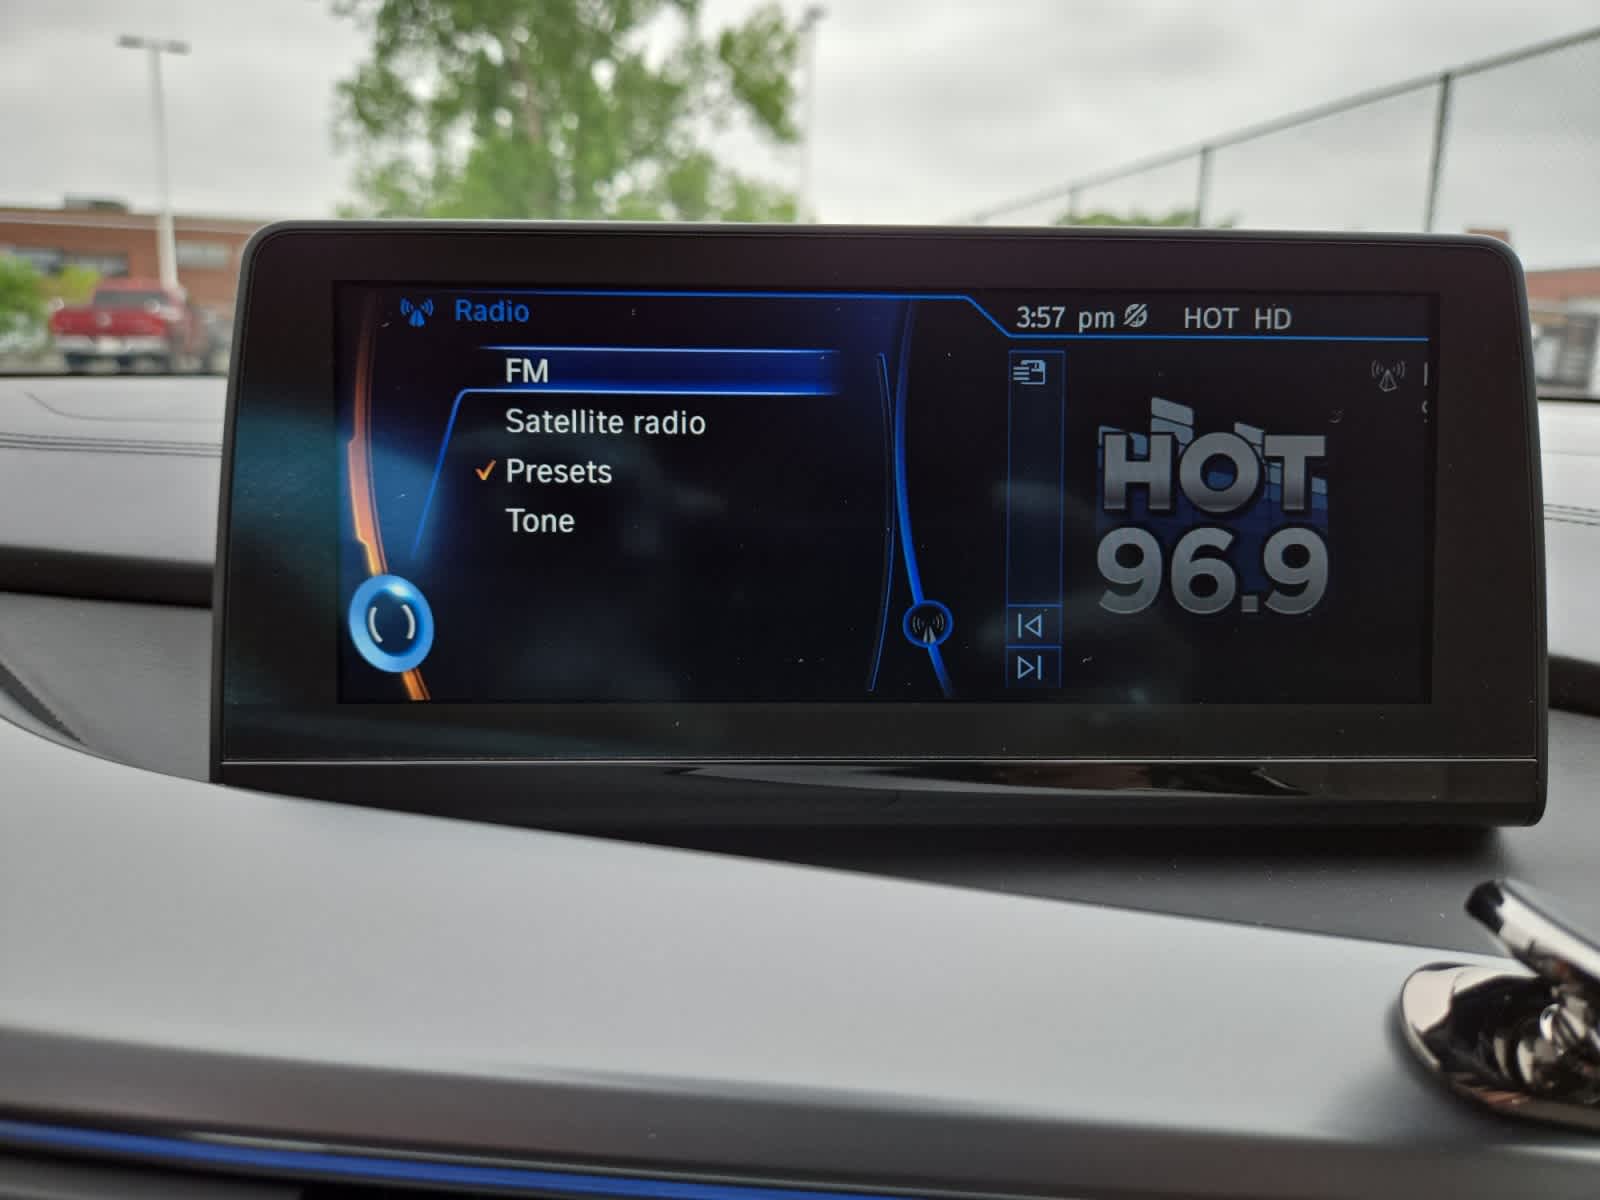 Radio
3:57 pm HOT HD
FM
Satellite radio
Presets
Tone
HOT
96.9